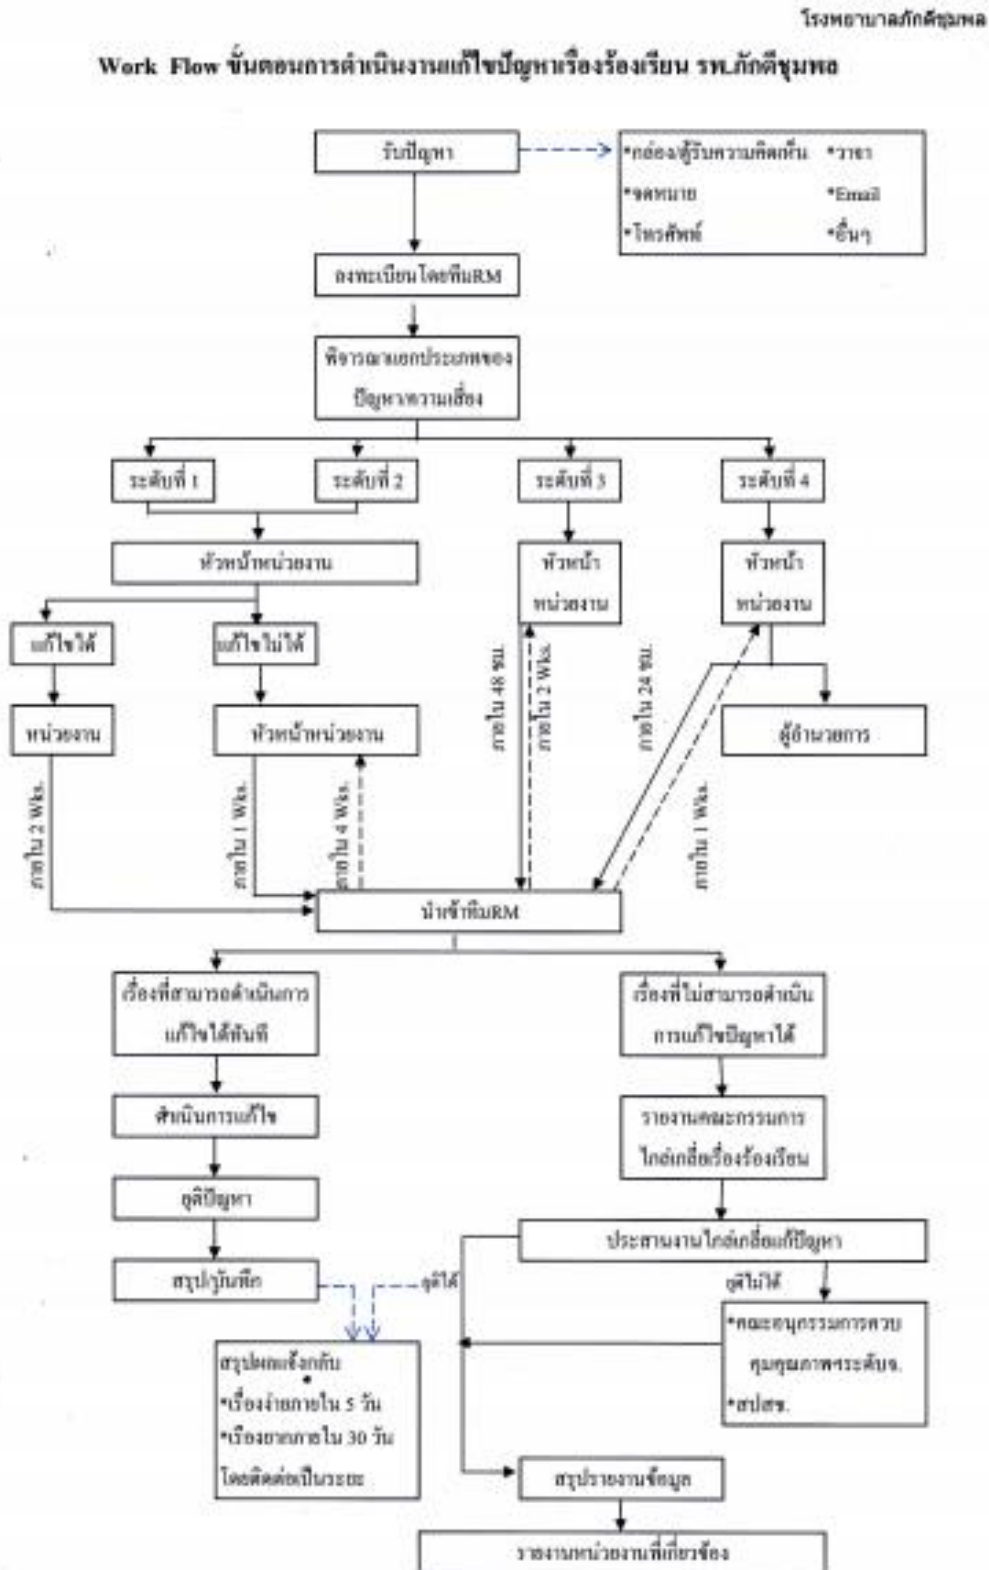 โรงพยาบาลภักดีชุมพล
Work Flow ขั้นตอนการดำเนินงานแก้ไขปัญหาเรื่องร้องเรียน รพ.ภักดีชุมพล
รับปัญหา
*กล่อง/ตู้รับความคิดเห็น *วาจา
*จดหมาย *Email
*โทรศัพท์ *อื่นๆ
ลงทะเบียนโดยทีมRM
พิจารณาแยกประเภทของ
ปัญหา/ความเสี่ยง
ระดับที่ 1
ระดับที่ 2
ระดับที่ 3
ระดับที่ 4
หัวหน้าหน่วยงาน
หัวหน้า
หน่วยงาน
หัวหน้า
หน่วยงาน
แก้ไขได้
แก้ไขไม่ได้
ภายใน 48 ชม.
ภายใน 2 Wks.
ภายใน 24 ชม.
หน่วยงาน
หัวหน้าหน่วยงาน
ผู้อำนวยการ
ภายใน 2 Wks.
ภายใน 1 Wks.
ภายใน 4 Wks.
ภายใน 1 Wks.
นำเข้าทีมRM
เรื่องที่สามารถดำเนินการ
แก้ไขได้ทันที
เรื่องที่ไม่สามารถดำเนิน
การแก้ไขปัญหาได้
ดำเนินการแก้ไข
รายงานคณะกรรมการ
ไกล่เกลี่ยเรื่องร้องเรียน
ยุติปัญหา
ประสานงานไกล่เกลี่ยแก้ปัญหา
สรุป/บันทึก
ยุติได้
ยุติไม่ได้
*คณะอนุกรรมการควบ
คุมคุณภาพฯระดับจ.
*สปสช.
สรุปผลแจ้งกลับ
*เรื่องง่ายภายใน 5 วัน
*เรื่องยากภายใน 30 วัน
โดยติดต่อเป็นระยะ
สรุปรายงานข้อมูล
รายงานหน่วยงานที่เกี่ยวข้อง